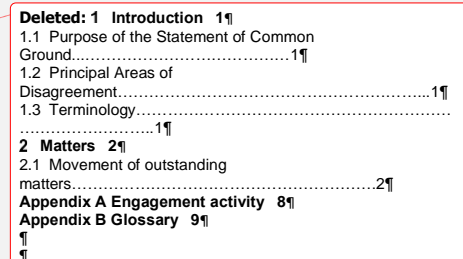 Deleted: 1 Introduction 1¶
1.1 Purpose of the Statement of Common
Ground...…………………………………1¶
1.2 Principal Areas of
Disagreement………………………………………………...1¶
1.3 Terminology…………………………………………………
……………………..1¶
2 Matters 2¶
2.1 Movement of outstanding
matters……………………………………………….2¶
Appendix A Engagement activity 8¶
Appendix B Glossary 9¶
¶
¶